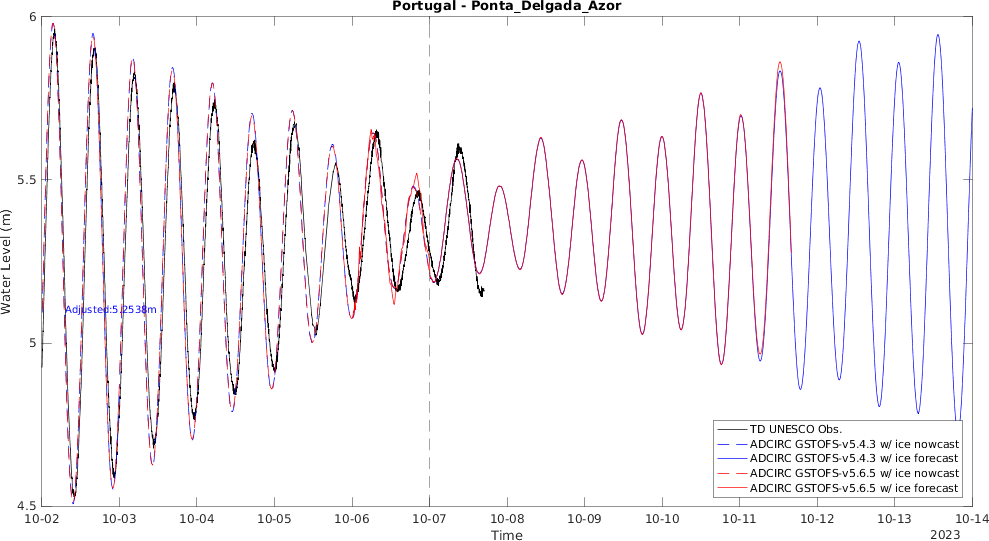 Portugal - Ponta_Delgada_Azor
6
5.5
5
4.5
Water Level (m)
Adjusted:5.2538m
TD UNESCO Obs.
ADCIRC GSTOFS-v5.4.3 w/ ice nowcast
ADCIRC GSTOFS-v5.4.3 w/ ice forecast
ADCIRC GSTOFS-v5.6.5 w/ ice nowcast
ADCIRC GSTOFS-v5.6.5 w/ ice forecast
10-02 10-03 10-04 10-05 10-06 10-07 10-08 10-09 10-10 10-11 10-12 10-13 10-14
Time
2023